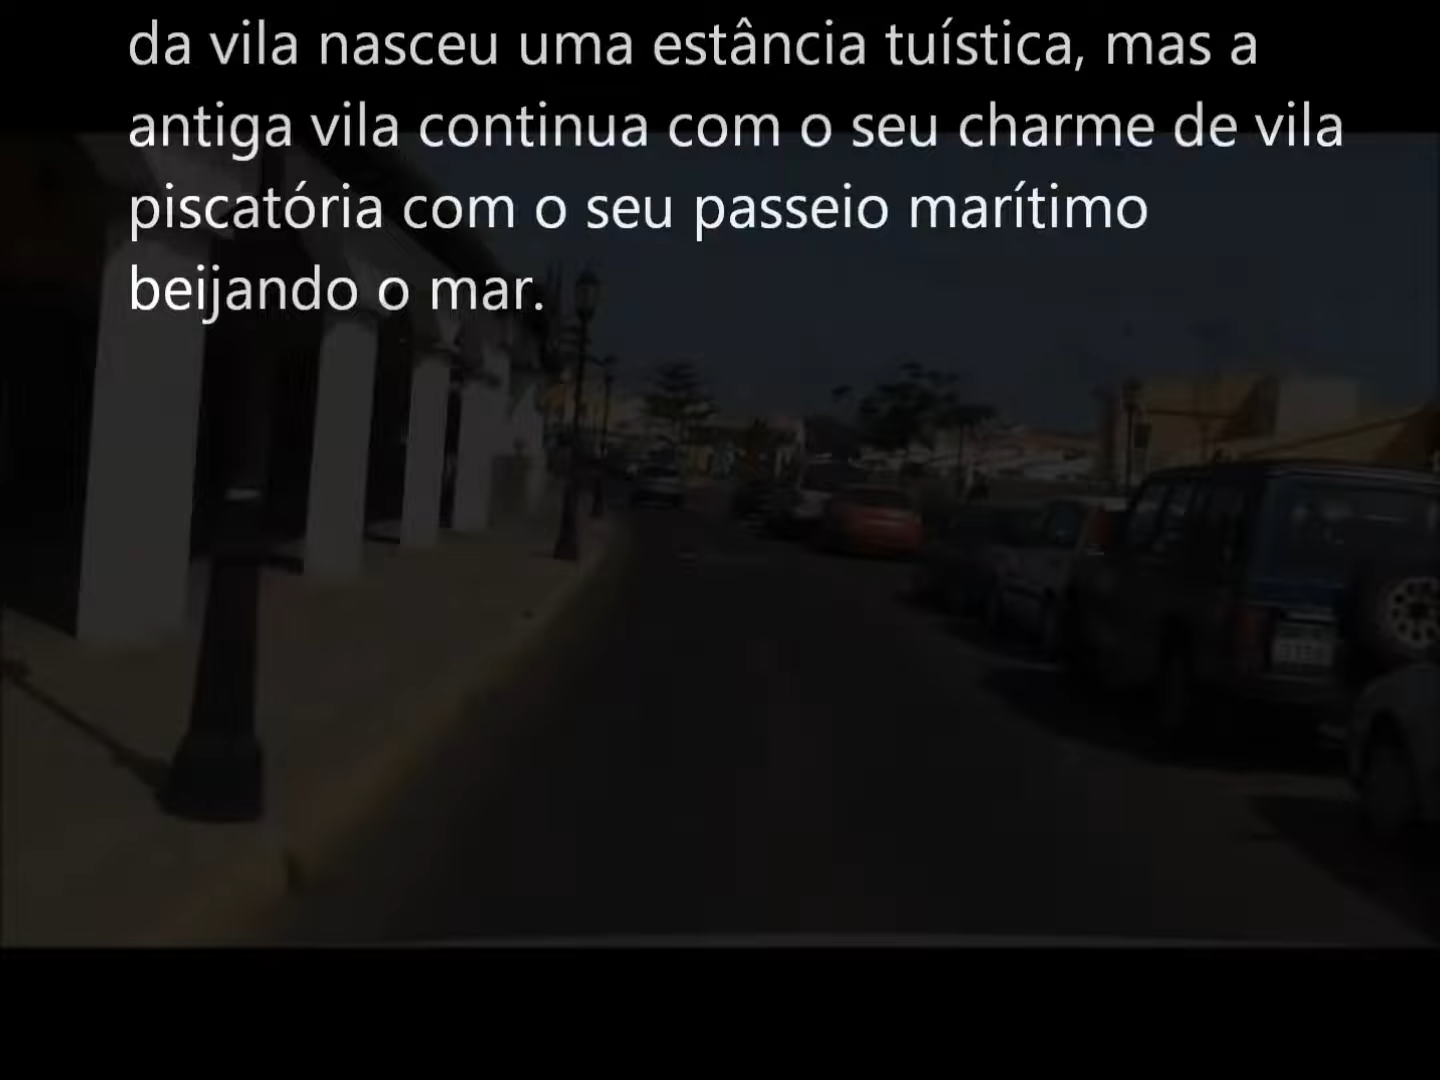 da vila nasceu uma estância tuística, mas a
antiga vila continua com o seu charme de vila
piscatória com o seu passeio marítimo
beijando o mar.